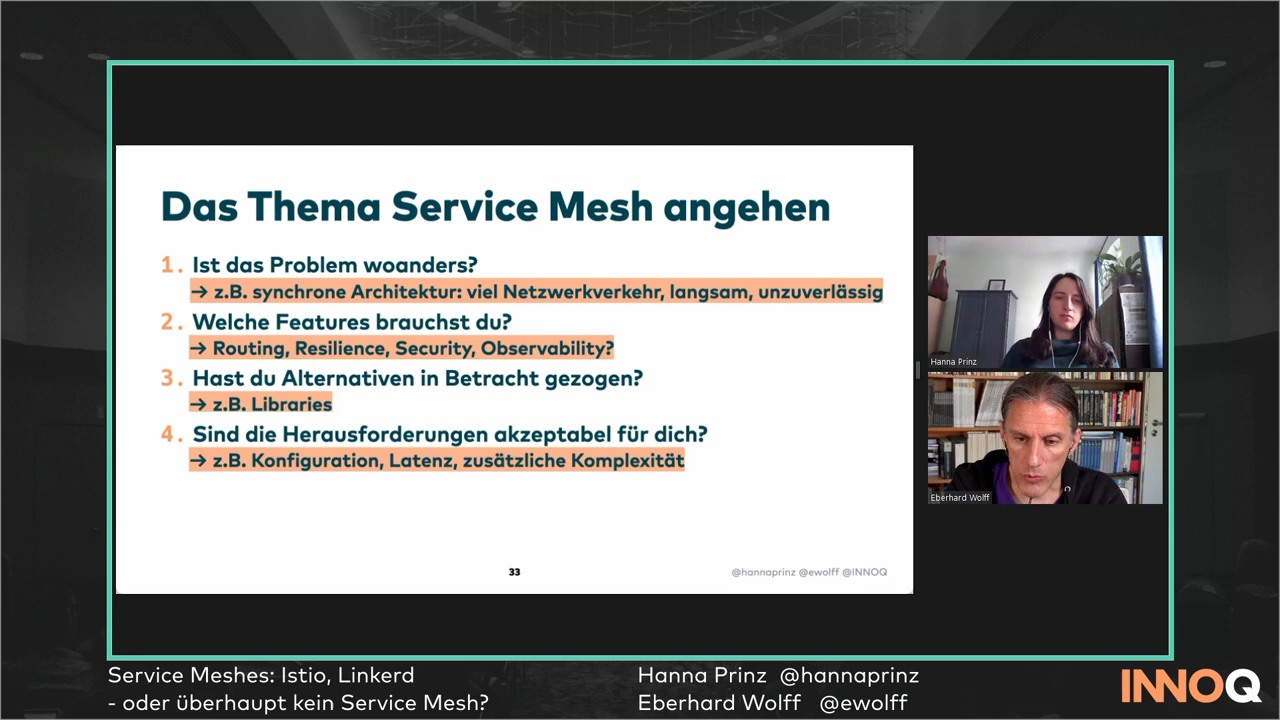 Das Thema Service Mesh angehen
1. Ist das Problem woanders?
→ z.B. synchrone Architektur: viel Netzwerkverkehr, langsam, unzuverlässig
2. Welche Features brauchst du?
→ Routing, Resilience, Security, Observability?
3. Hast du Alternativen in Betracht gezogen?
→ z.B. Libraries
4. Sind die Herausforderungen akzeptabel für dich?
→ z.B. Konfiguration, Latenz, zusätzliche Komplexität
33
@hannaprinz @ewolff @INNOQ
Hanna Prinz
Eberhard Wolff
Service Meshes: Istio, Linkerd
- oder überhaupt kein Service Mesh?
Hanna Prinz @hannaprinz
Eberhard Wolff @ewolff
INNOQ